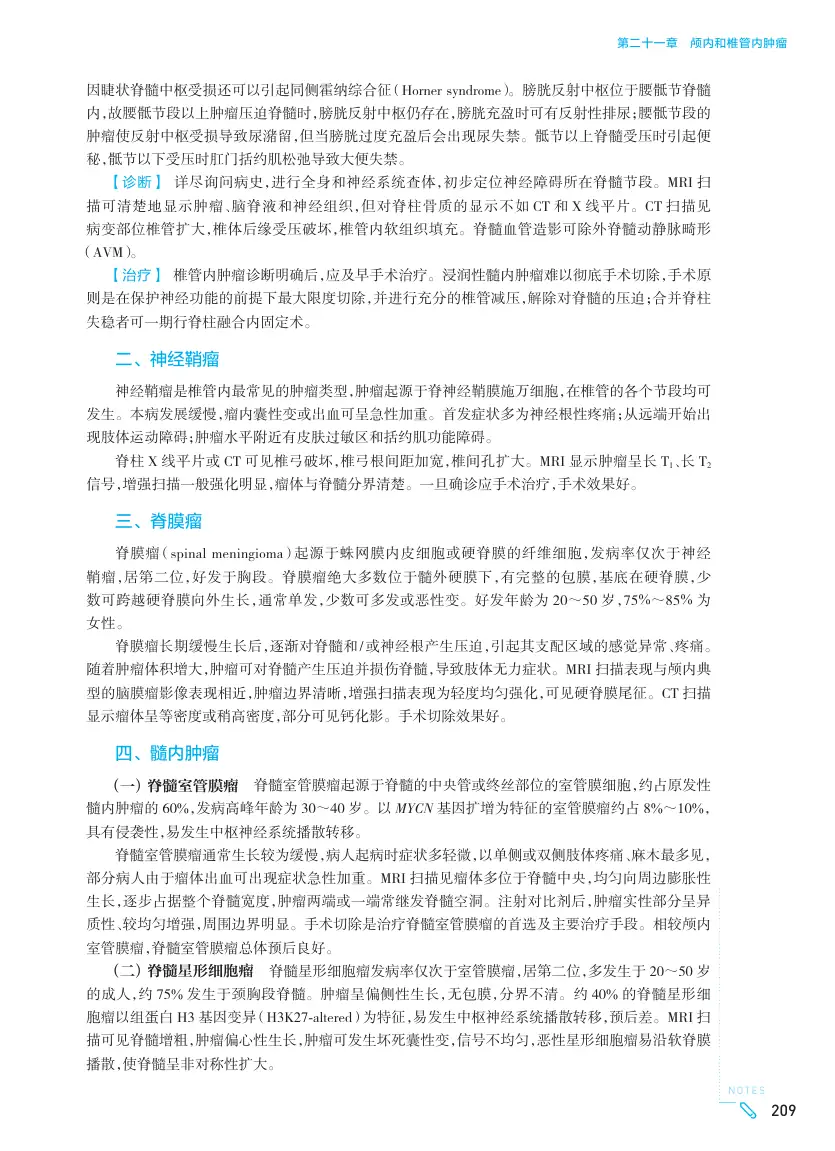 第二十一章 颅内和椎管内肿瘤
因睫状脊髓中枢受损还可以引起同侧霍纳综合征(Horner syndrome)。膀胱反射中枢位于腰骶节脊髓
内,故腰骶节段以上肿瘤压迫脊髓时,膀胱反射中枢仍存在,膀胱充盈时可有反射性排尿;腰骶节段的
肿瘤使反射中枢受损导致尿潴留,但当膀胱过度充盈后会出现尿失禁。骶节以上脊髓受压时引起便
秘,骶节以下受压时肛门括约肌松弛导致大便失禁。
【诊断】 详尽询问病史,进行全身和神经系统查体,初步定位神经障碍所在脊髓节段。MRI 扫
描可清楚地显示肿瘤、脑脊液和神经组织,但对脊柱骨质的显示不如 CT 和 X 线平片。CT 扫描见
病变部位椎管扩大,椎体后缘受压破坏,椎管内软组织填充。脊髓血管造影可除外脊髓动静脉畸形
(AVM)。
【治疗】 椎管内肿瘤诊断明确后,应及早手术治疗。浸润性髓内肿瘤难以彻底手术切除,手术原
则是在保护神经功能的前提下最大限度切除,并进行充分的椎管减压,解除对脊髓的压迫;合并脊柱
失稳者可一期行脊柱融合内固定术。
二、神经鞘瘤
神经鞘瘤是椎管内最常见的肿瘤类型,肿瘤起源于脊神经鞘膜施万细胞,在椎管的各个节段均可
发生。本病发展缓慢,瘤内囊性变或出血可呈急性加重。首发症状多为神经根性疼痛;从远端开始出
现肢体运动障碍;肿瘤水平附近有皮肤过敏区和括约肌功能障碍。
脊柱 X 线平片或 CT 可见椎弓破坏,椎弓根间距加宽,椎间孔扩大。MRI 显示肿瘤呈长 T₁、长 T₂
信号,增强扫描一般强化明显,瘤体与脊髓分界清楚。一旦确诊应手术治疗,手术效果好。
三、脊膜瘤
脊膜瘤(spinal meningioma)起源于蛛网膜内皮细胞或硬脊膜的纤维细胞,发病率仅次于神经
鞘瘤,居第二位,好发于胸段。脊膜瘤绝大多数位于髓外硬膜下,有完整的包膜,基底在硬脊膜,少
数可跨越硬脊膜向外生长,通常单发,少数可多发或恶性变。好发年龄为 20~50 岁,75%~85% 为
女性。
脊膜瘤长期缓慢生长后,逐渐对脊髓和/或神经根产生压迫,引起其支配区域的感觉异常、疼痛。
随着肿瘤体积增大,肿瘤可对脊髓产生压迫并损伤脊髓,导致肢体无力症状。MRI 扫描表现与颅内典
型的脑膜瘤影像表现相近,肿瘤边界清晰,增强扫描表现为轻度均匀强化,可见硬脊膜尾征。CT 扫描
显示瘤体呈等密度或稍高密度,部分可见钙化影。手术切除效果好。
四、髓内肿瘤
(一)脊髓室管膜瘤 脊髓室管膜瘤起源于脊髓的中央管或终丝部位的室管膜细胞,约占原发性
髓内肿瘤的 60%,发病高峰年龄为 30~40 岁。以 MYCN 基因扩增为特征的室管膜瘤约占 8%~10%,
具有侵袭性,易发生中枢神经系统播散转移。
脊髓室管膜瘤通常生长较为缓慢,病人起病时症状多轻微,以单侧或双侧肢体疼痛、麻木最多见,
部分病人由于瘤体出血可出现症状急性加重。MRI 扫描见瘤体多位于脊髓中央,均匀向周边膨胀性
生长,逐步占据整个脊髓宽度,肿瘤两端或一端常继发脊髓空洞。注射对比剂后,肿瘤实性部分呈异
质性、较均匀增强,周围边界明显。手术切除是治疗脊髓室管膜瘤的首选及主要治疗手段。相较颅内
室管膜瘤,脊髓室管膜瘤总体预后良好。
(二)脊髓星形细胞瘤 脊髓星形细胞瘤发病率仅次于室管膜瘤,居第二位,多发生于 20~50 岁
的成人,约 75% 发生于颈胸段脊髓。肿瘤呈偏侧性生长,无包膜,分界不清。约 40% 的脊髓星形细
胞瘤以组蛋白 H3 基因变异(H3K27-altered)为特征,易发生中枢神经系统播散转移,预后差。MRI 扫
描可见脊髓增粗,肿瘤偏心性生长,肿瘤可发生坏死囊性变,信号不均匀,恶性星形细胞瘤易沿软脊膜
播散,使脊髓呈非对称性扩大。
NOTES
209